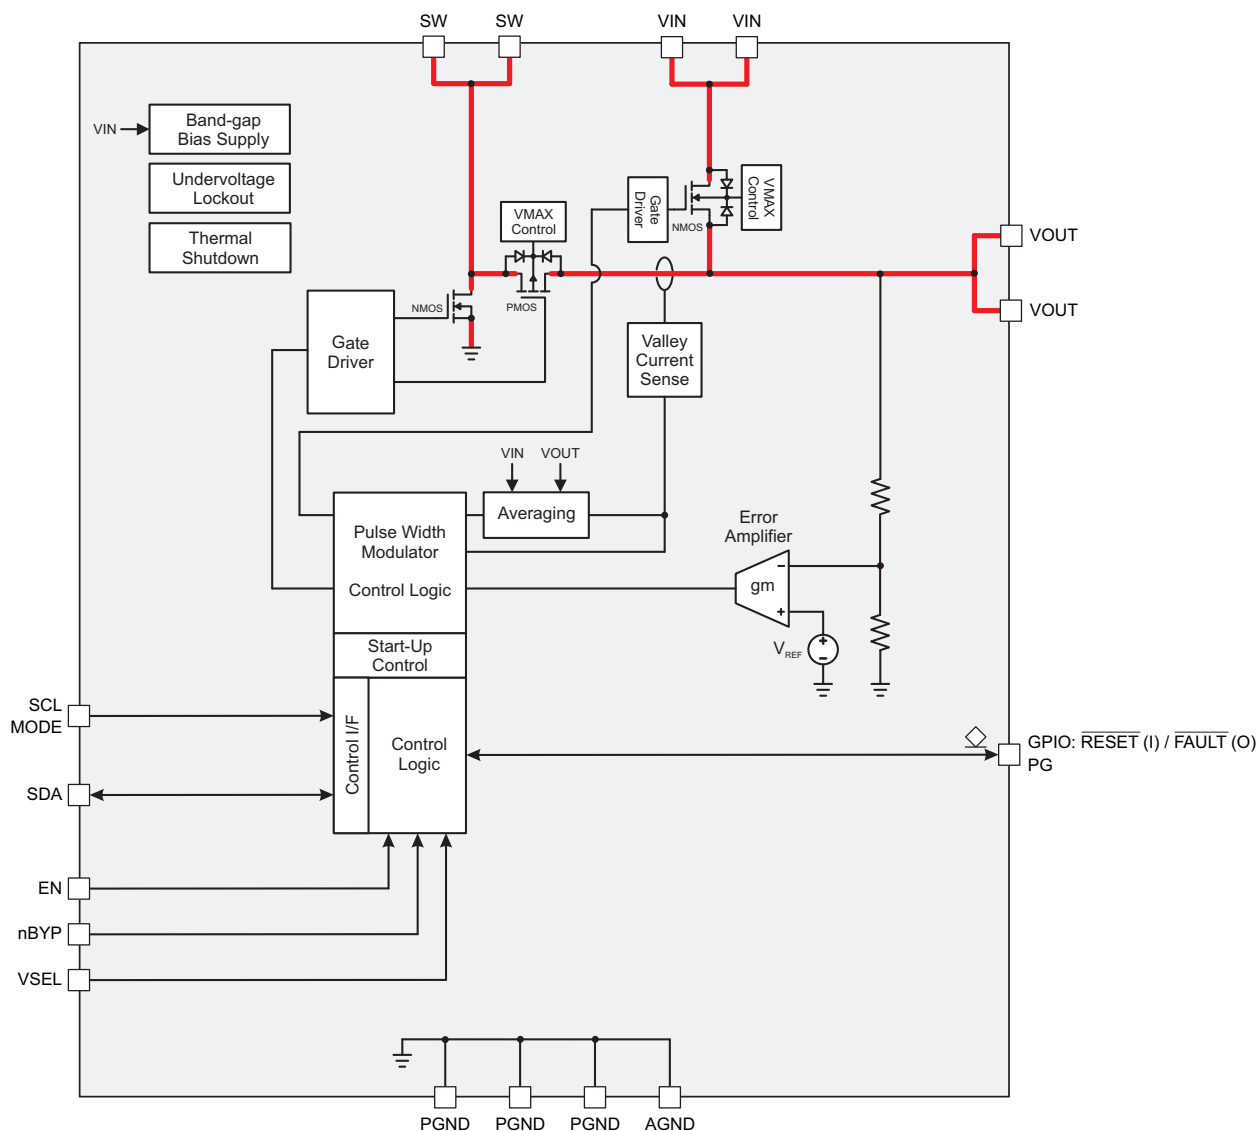 SW
SW
VIN
VIN
VIN
Band-gap
Bias Supply
Undervoltage
Lockout
Thermal
Shutdown
VMAX
Control
Gate
Driver
NMOS
VMAX
Control
VOUT
VOUT
NMOS
PMOS
Gate
Driver
Valley
Current
Sense
VIN
VOUT
Averaging
Pulse Width
Modulator
Control Logic
Error
Amplifier
gm
−
+
VREF
+
−
Start-Up
Control
Control I/F
Control
Logic
SCL
MODE
SDA
EN
nBYP
VSEL
GPIO: RESET (I) / FAULT (O)
PG
PGND
PGND
PGND
AGND